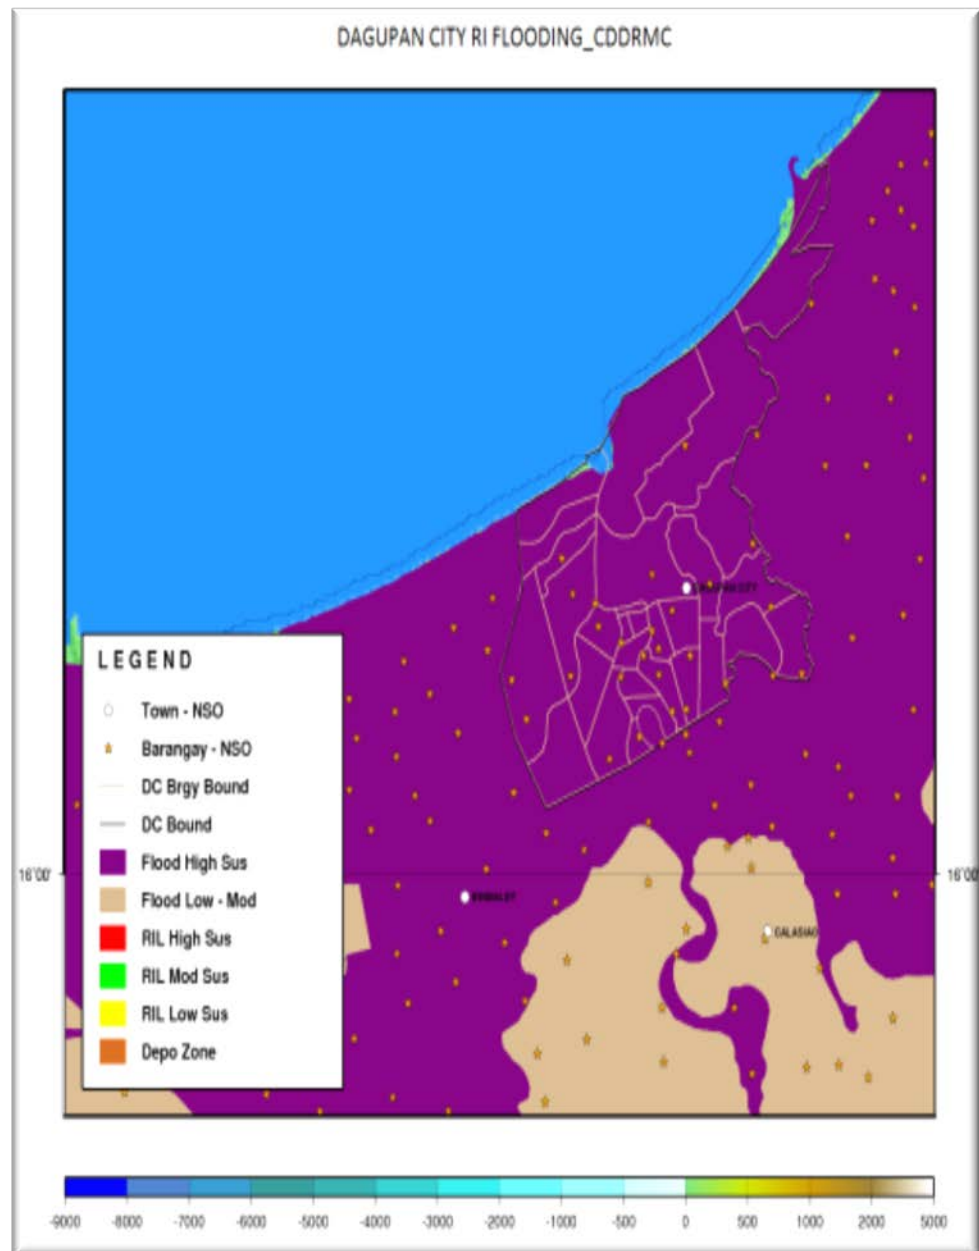 DAGUPAN CITY RI FLOODING_CDDRMC
LEGEND
Town - NSO
Barangay - NSO
DC Brgy Bound
DC Bound
Flood High Sus
Flood Low - Mod
RIL High Sus
RIL Mod Sus
RIL Low Sus
Depo Zone
16°00'
16°00'
CALASIAO
-9000 -8000 -7000 -6000 -5000 -4000 -3000 -2000 -1000 -500 0 500 1000 2000 5000